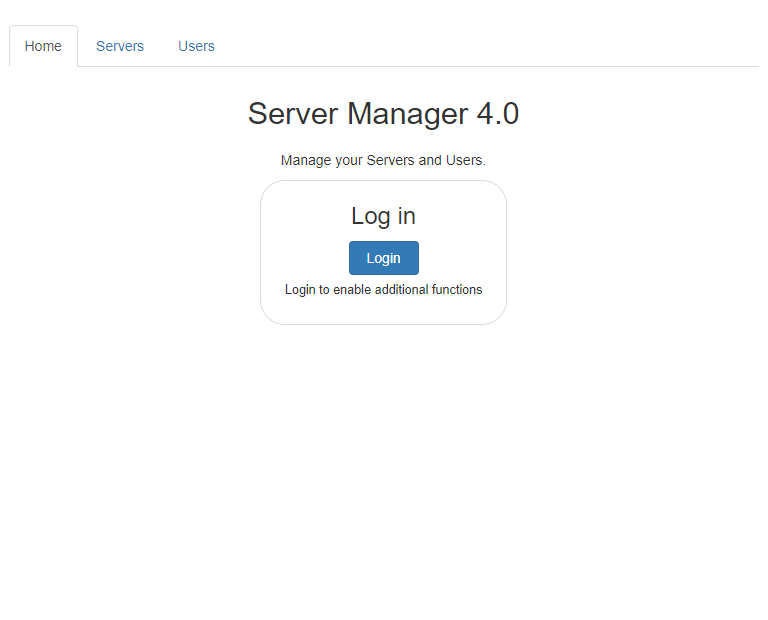 Home Servers Users
Server Manager 4.0
Manage your Servers and Users.
Log in
Login
Login to enable additional functions